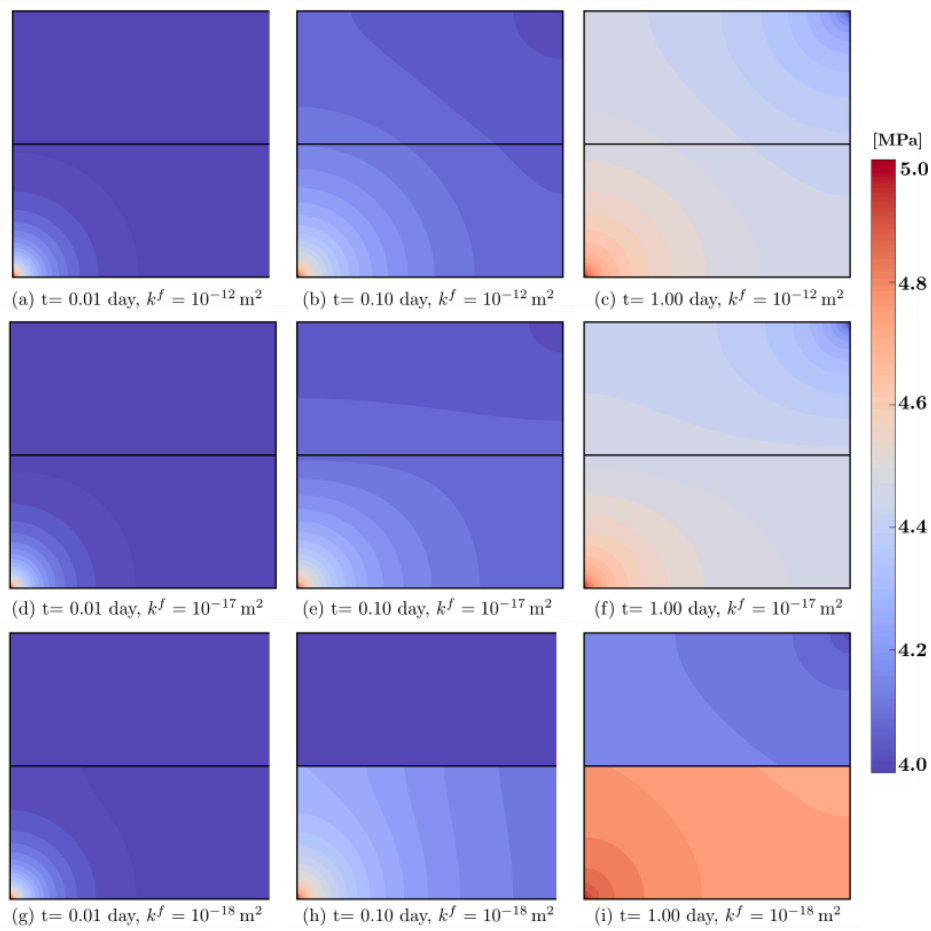 [MPa]
5.0
4.8
4.6
4.4
4.2
4.0
(a) t= 0.01 day, k^f = 10^−12 m^2
(b) t= 0.10 day, k^f = 10^−12 m^2
(c) t= 1.00 day, k^f = 10^−12 m^2
(d) t= 0.01 day, k^f = 10^−17 m^2
(e) t= 0.10 day, k^f = 10^−17 m^2
(f) t= 1.00 day, k^f = 10^−17 m^2
(g) t= 0.01 day, k^f = 10^−18 m^2
(h) t= 0.10 day, k^f = 10^−18 m^2
(i) t= 1.00 day, k^f = 10^−18 m^2